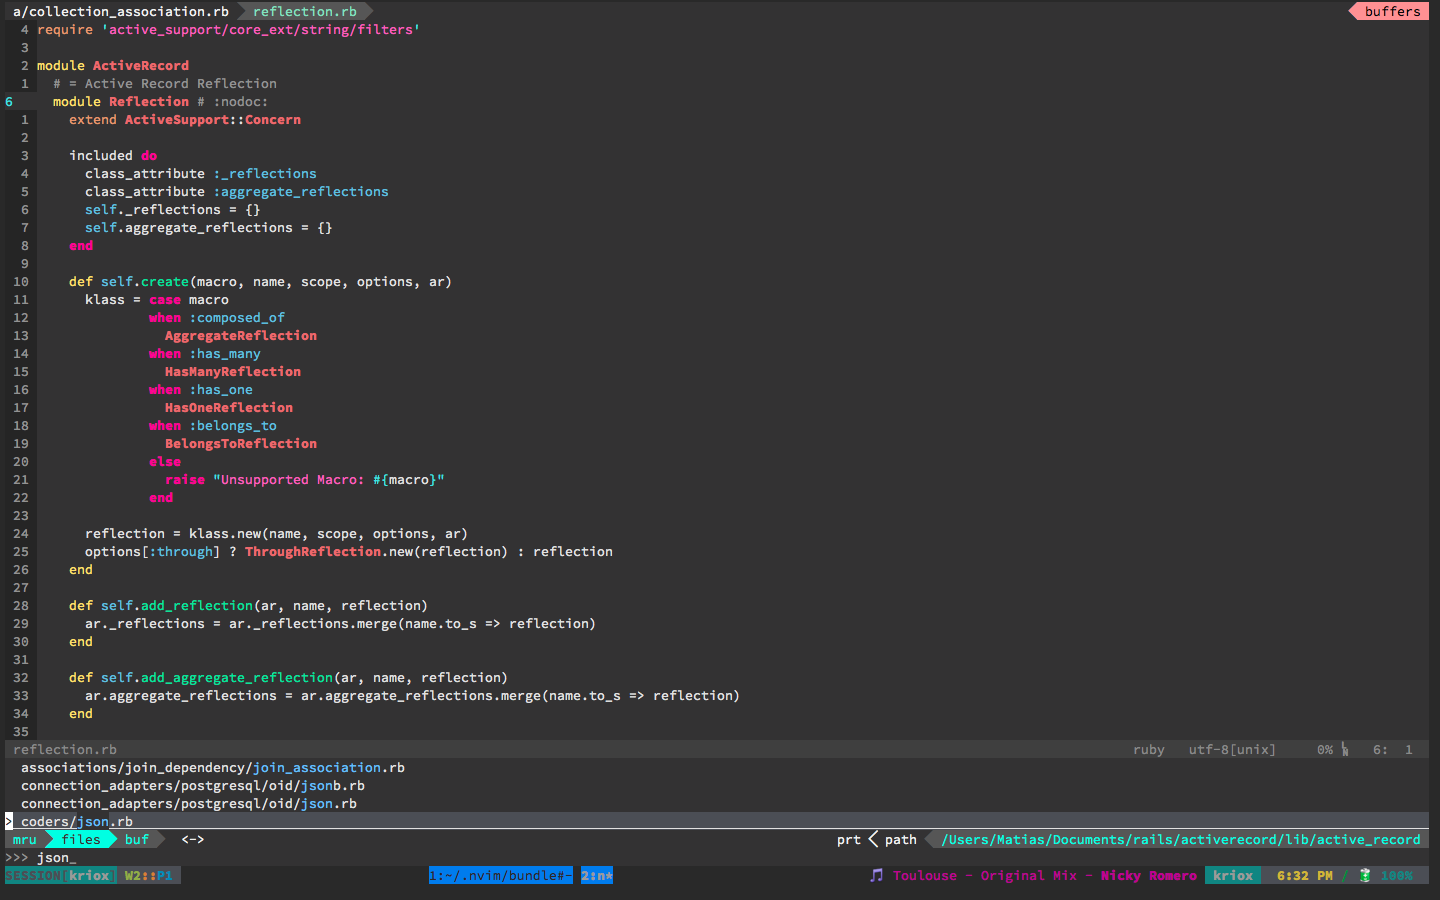 a/collection_association.rb reflection.rb buffers
4 require 'active_support/core_ext/string/filters'
3
2 module ActiveRecord
1 # = Active Record Reflection
6 module Reflection # :nodoc:
1 extend ActiveSupport::Concern
2
3 included do
4 class_attribute :_reflections
5 class_attribute :aggregate_reflections
6 self._reflections = {}
7 self.aggregate_reflections = {}
8 end
9
10 def self.create(macro, name, scope, options, ar)
11 klass = case macro
12 when :composed_of
13 AggregateReflection
14 when :has_many
15 HasManyReflection
16 when :has_one
17 HasOneReflection
18 when :belongs_to
19 BelongsToReflection
20 else
21 raise "Unsupported Macro: #{macro}"
22 end
23
24 reflection = klass.new(name, scope, options, ar)
25 options[:through] ? ThroughReflection.new(reflection) : reflection
26 end
27
28 def self.add_reflection(ar, name, reflection)
29 ar._reflections = ar._reflections.merge(name.to_s => reflection)
30 end
31
32 def self.add_aggregate_reflection(ar, name, reflection)
33 ar.aggregate_reflections = ar.aggregate_reflections.merge(name.to_s => reflection)
34 end
35
reflection.rb ruby utf-8[unix] 0% 6: 1
associations/join_dependency/join_association.rb
connection_adapters/postgresql/oid/jsonb.rb
connection_adapters/postgresql/oid/json.rb
> coders/json.rb
mru files buf <-> prt path /Users/Matias/Documents/rails/activerecord/lib/active_record
>>> json_
SESSION[kriox] W2::P1 1:~/.nvim/bundle#- 2:n* 🎵 Toulouse - Original Mix - Nicky Romero kriox 6:32 PM / 100%